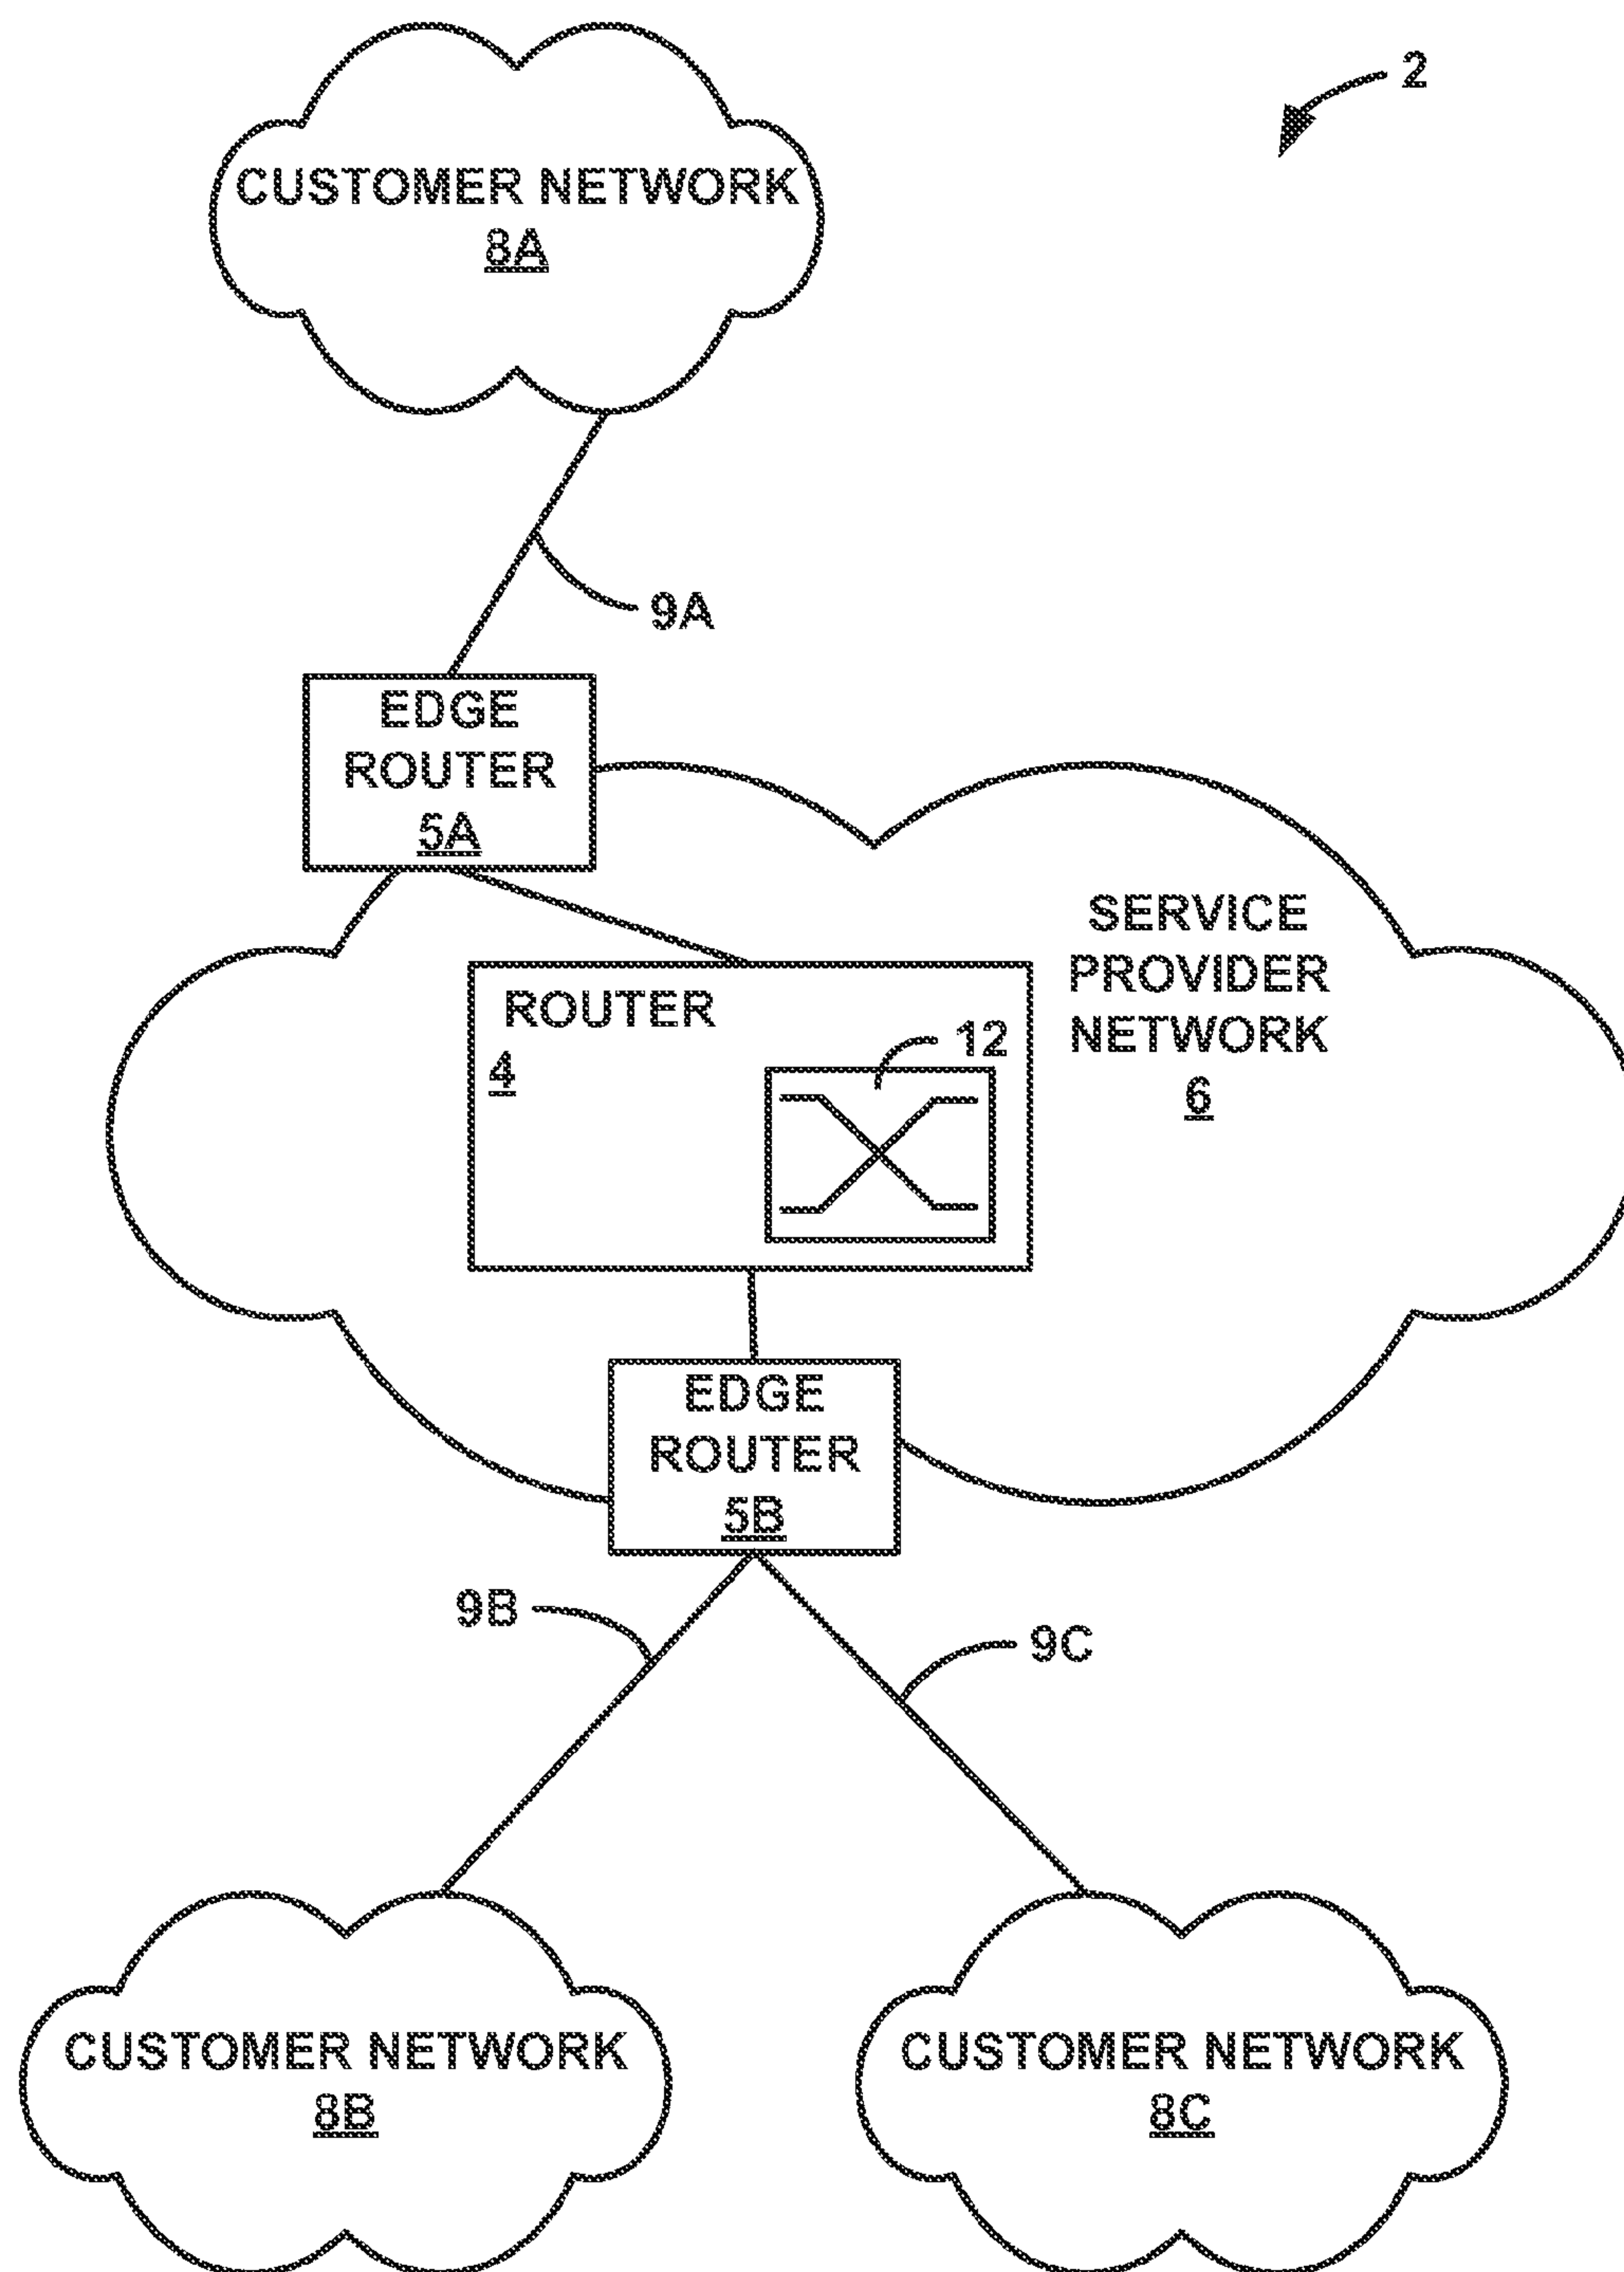 2
CUSTOMER NETWORK
8A
9A
EDGE
ROUTER
5A
SERVICE
PROVIDER
NETWORK
6
ROUTER
4
12
EDGE
ROUTER
5B
9B
9C
CUSTOMER NETWORK
8B
CUSTOMER NETWORK
8C